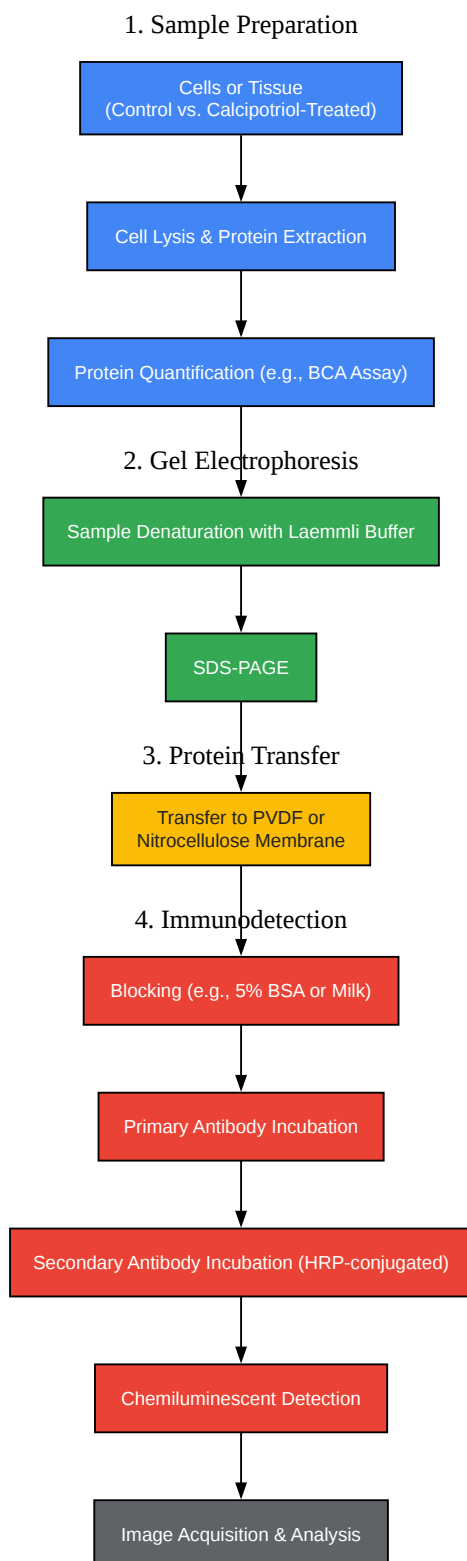 1. Sample Preparation
Cells or Tissue
(Control vs. Calcipotriol-Treated)
Cell Lysis & Protein Extraction
Protein Quantification (e.g., BCA Assay)
2. Gel Electrophoresis
Sample Denaturation with Laemmli Buffer
SDS-PAGE
3. Protein Transfer
Transfer to PVDF or
Nitrocellulose Membrane
4. Immunodetection
Blocking (e.g., 5% BSA or Milk)
Primary Antibody Incubation
Secondary Antibody Incubation (HRP-conjugated)
Chemiluminescent Detection
Image Acquisition & Analysis